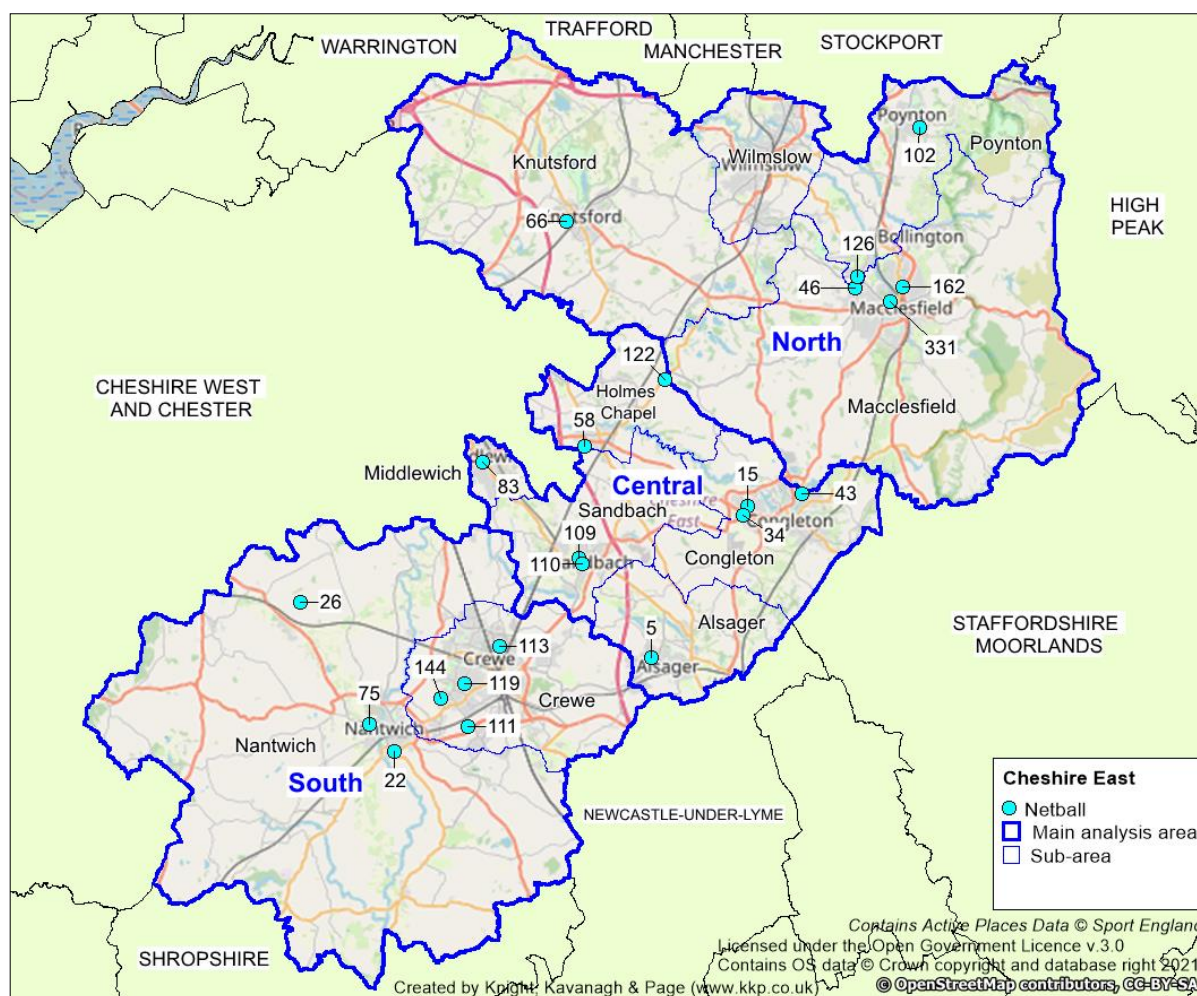 TRAFFORD
WARRINGTON
MANCHESTER
STOCKPORT
Poynton
102
Poynton
Knutsford
Wilmslow
Wilmslow
HIGH
PEAK
66
Bollington
126
46
162
Macclesfield
331
North
122
CHESHIRE WEST
AND CHESTER
Holmes
Chapel
Macclesfield
58
Middlewich
83
Central
15
43
Sandbach
East
Congleton
34
109
Congleton
110
26
Alsager
STAFFORDSHIRE
MOORLANDS
5
113
Crewe
Alsager
144
119
Crewe
75
Nantwich
111
Nantwich
22
South
NEWCASTLE-UNDER-LYME
Cheshire East
Netball
Main analysis area
Sub-area
SHROPSHIRE
Contains Active Places Data © Sport England
Licensed under the Open Government Licence v.3.0
Contains OS data © Crown copyright and database right 2021
Created by Knight, Kavanagh & Page (www.kkp.co.uk)
© OpenStreetMap contributors, CC-BY-SA